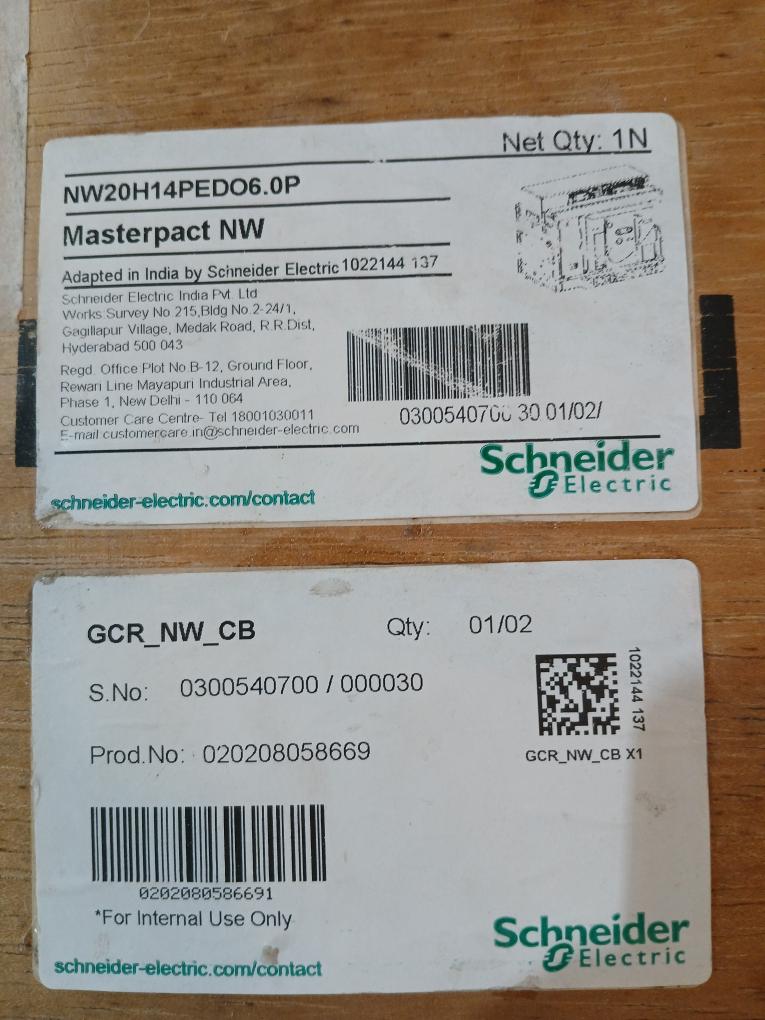 Net Qty: 1N
NW20H14PEDO6.0P
Masterpact NW
Adapted in India by Schneider Electric 1022144 137
Schneider Electric India Pvt. Ltd
Works Survey No 215,Bldg No.2-24/1,
Gagillapur Village, Medak Road, R.R.Dist,
Hyderabad 500 043
Regd. Office Plot No B-12, Ground Floor,
Rewari Line Mayapuri Industrial Area,
Phase 1, New Delhi - 110 064
Customer Care Centre- Tel 18001030011
E-mail customercare.in@schneider-electric.com
0300540700 30 01/02/
Schneider
Electric
schneider-electric.com/contact
GCR_NW_CB Qty: 01/02
S.No: 0300540700 / 000030
1022144 137
Prod.No: 020208058669
GCR_NW_CB X1
0202080586691
*For Internal Use Only
Schneider
Electric
schneider-electric.com/contact